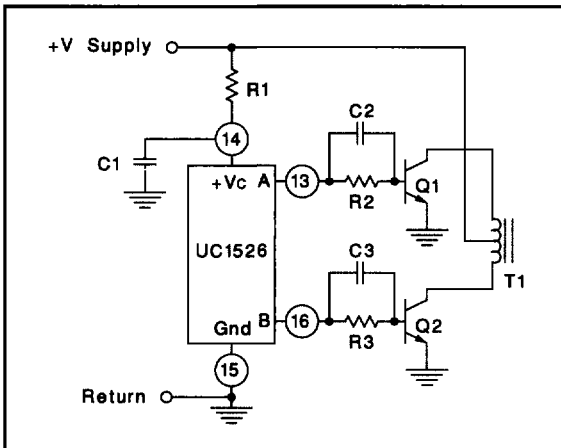 +V Supply
R1
C2
14
C1
+Vc A
13
Q1
R2
UC1526
C3
T1
B
16
Q2
Gnd
R3
15
Return